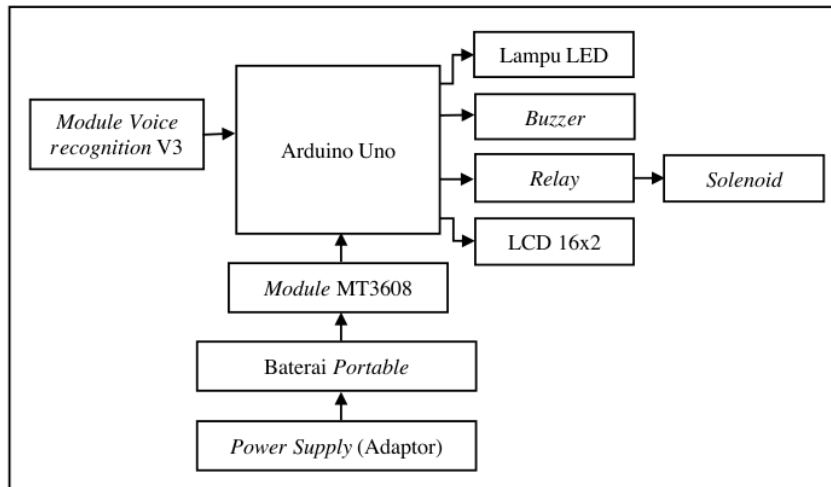 Lampu LED
Module Voice
recognition V3
Arduino Uno
Buzzer
Relay
Solenoid
LCD 16x2
Module MT3608
Baterai Portable
Power Supply (Adaptor)